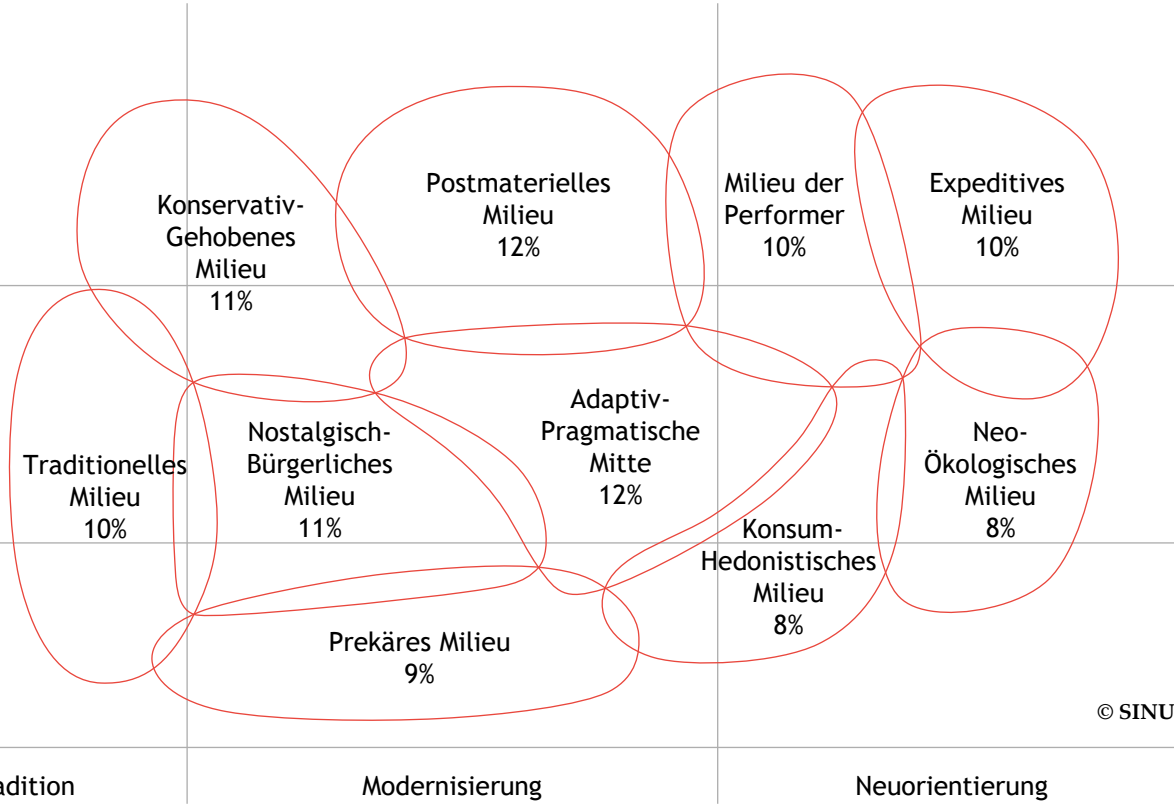 Konservativ-
Gehobenes
Milieu
11%
Postmaterielles
Milieu
12%
Milieu der
Performer
10%
Expeditives
Milieu
10%
Traditionelles
Milieu
10%
Nostalgisch-
Bürgerliches
Milieu
11%
Adaptiv-
Pragmatische
Mitte
12%
Neo-
Ökologisches
Milieu
8%
Konsum-
Hedonistisches
Milieu
8%
Prekäres Milieu
9%
© SINU
adition
Modernisierung
Neuorientierung